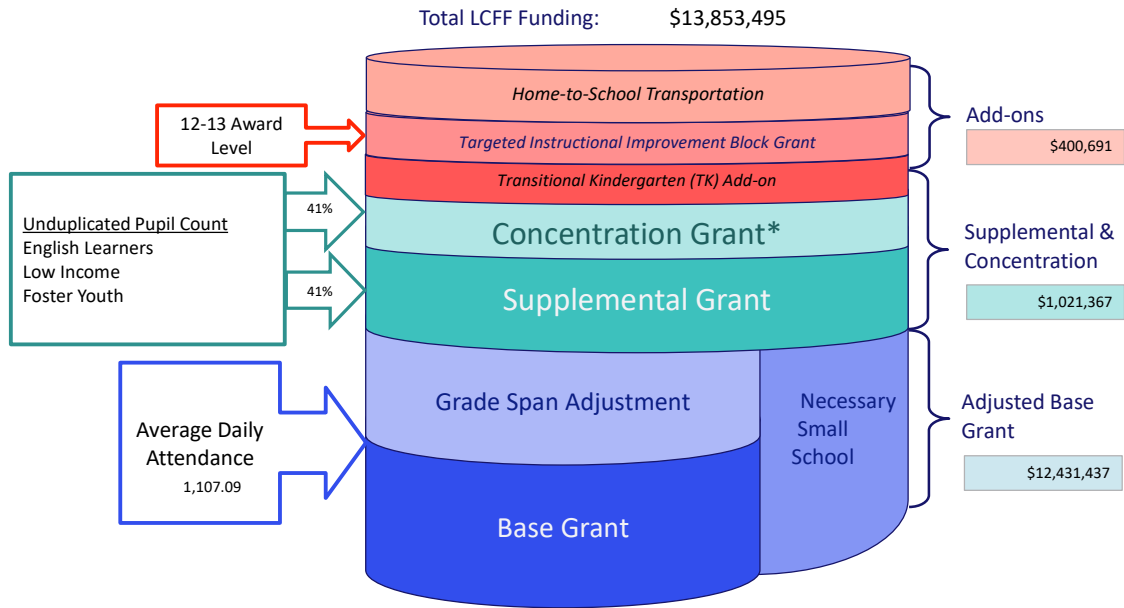 Total LCFF Funding: $13,853,495
Home-to-School Transportation
12-13 Award
Level
Targeted Instructional Improvement Block Grant
Add-ons
$400,691
Transitional Kindergarten (TK) Add-on
Unduplicated Pupil Count
English Learners
Low Income
Foster Youth
41%
41%
Concentration Grant*
Supplemental Grant
Supplemental &
Concentration
$1,021,367
Grade Span Adjustment
Necessary
Small
School
Adjusted Base
Grant
$12,431,437
Average Daily
Attendance
1,107.09
Base Grant